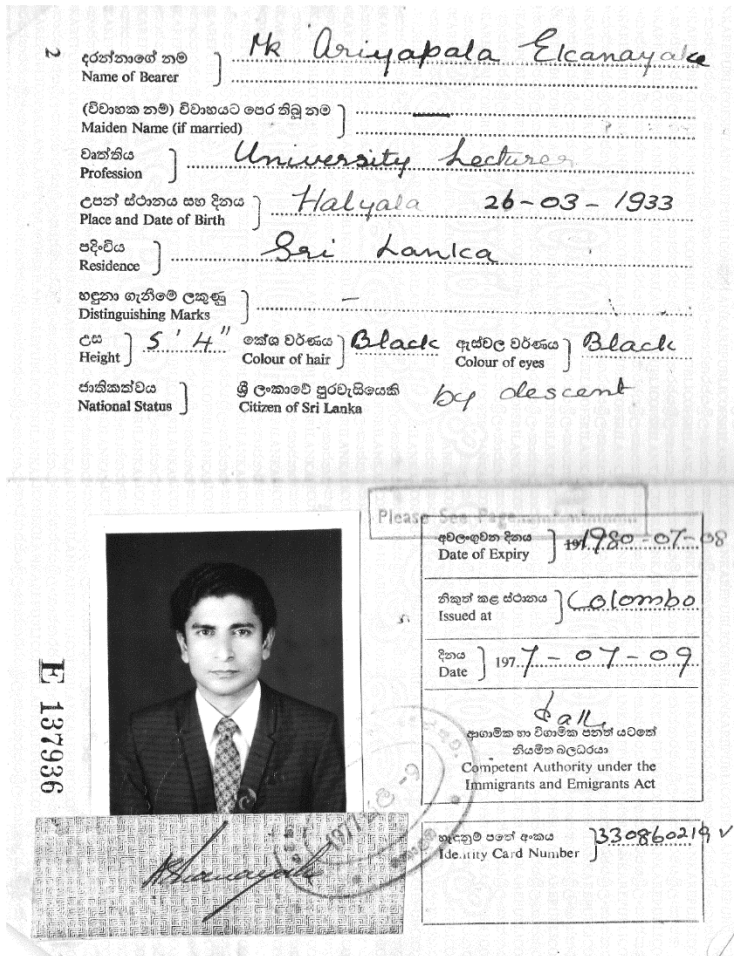 2
දරන්නාගේ නම
Name of Bearer
Mr Ariyapala Ekanayake
(විවාහක නම්) විවාහයට පෙර තිබූ නම
Maiden Name (if married)
වෘත්තිය
Profession
University Lecturer
උපන් ස්ථානය සහ දිනය
Place and Date of Birth
Halyala 26-03-1933
පදිංචිය
Residence
Sri Lanka
හඳුනා ගැනීමේ ලකුණු
Distinguishing Marks
උස
Height
5' 4"
කේශ වර්ණය
Colour of hair
Black
ඇස්වල වර්ණය
Colour of eyes
Black
ජාතිකත්වය
National Status
ශ්‍රී ලංකාවේ පුරවැසියෙකි
Citizen of Sri Lanka
by descent
Please See Page
අවලංගුවන දිනය
Date of Expiry
197 1980-07-08
නිකුත් කළ ස්ථානය
Issued at
Colombo
දිනය
Date
1977-07-09
ආගාමික හා විගාමික පනත් යටතේ
නියමිත බලධරයා
Competent Authority under the
Immigrants and Emigrants Act
හැඳුනුම් පතේ අංකය
Identity Card Number
330860219 V
E 137936